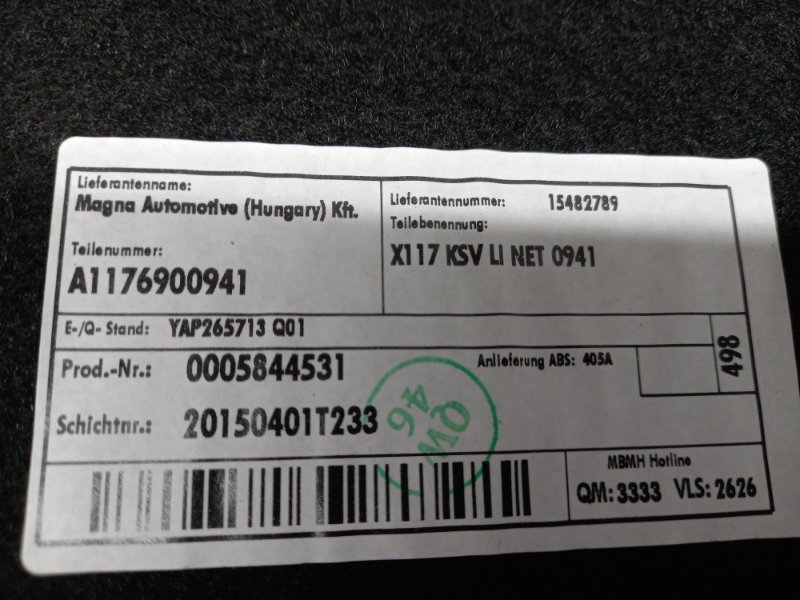 Lieferantenname:
Magna Automotive (Hungary) Kft.
Lieferantennummer: 15482789
Teilebenennung:
X117 KSV LI NET 0941
Teilenummer:
A1176900941
E-/Q- Stand: YAP265713 Q01
498
Prod.-Nr.: 0005844531
Anlieferung ABS: 405A
Schichtnr.: 20150401T233
QW
46
MBMH Hotline
QM: 3333 VLS: 2626